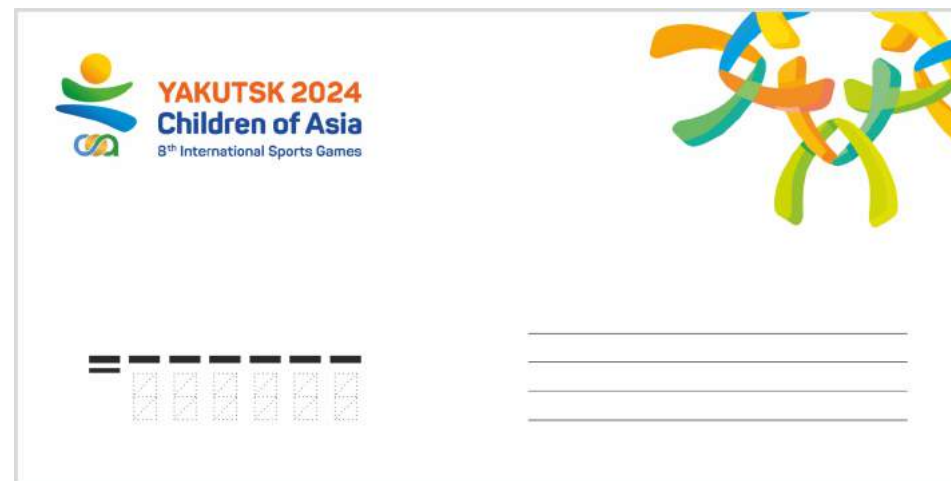 YAKUTSK 2024
Children of Asia
8th International Sports Games